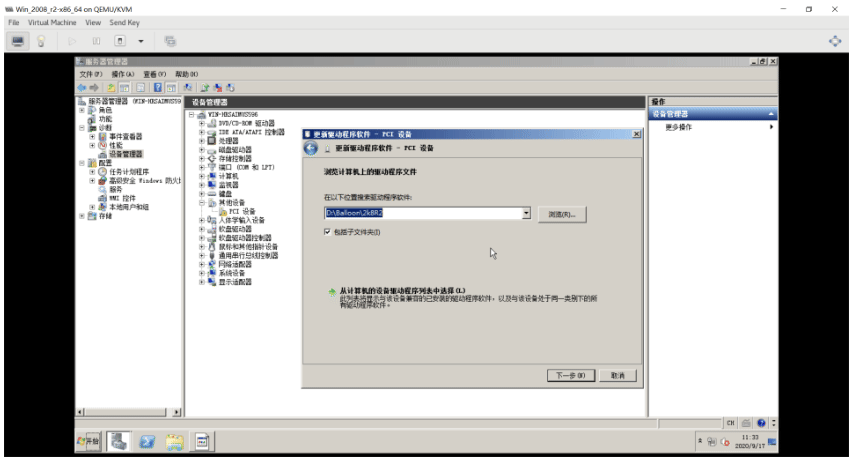 Win_2008_r2-x86_64 on QEMU/KVM
File Virtual Machine View Send Key
服务器管理器
文件(F) 操作(A) 查看(V) 帮助(H)
服务器管理器 (WIN-H8SAIMUS596
角色
功能
诊断
事件查看器
性能
设备管理器
配置
任务计划程序
高级安全 Windows 防火墙
服务
WMI 控件
本地用户和组
存储
设备管理器
DVD/CD-ROM 驱动器
IDE ATA/ATAPI 控制器
处理器
磁盘驱动器
存储控制器
端口 (COM 和 LPT)
计算机
监视器
键盘
其他设备
PCI 设备
人体学输入设备
软盘驱动器
软盘驱动器控制器
鼠标和其他指针设备
通用串行总线控制器
网络适配器
系统设备
显示适配器
更新驱动程序软件 - PCI 设备
更新驱动程序软件 - PCI 设备
浏览计算机上的驱动程序文件
在以下位置搜索驱动程序软件:
D:\Balloon\2k8R2
浏览(R)...
包括子文件夹(I)
从计算机的设备驱动程序列表中选择(L)
此列表将显示与该设备兼容的已安装的驱动程序软件，以及与该设备处于同一类别下的所
有驱动程序软件。
下一步(N) 取消
操作
设备管理器
更多操作
CH
开始
11:33
2020/9/17